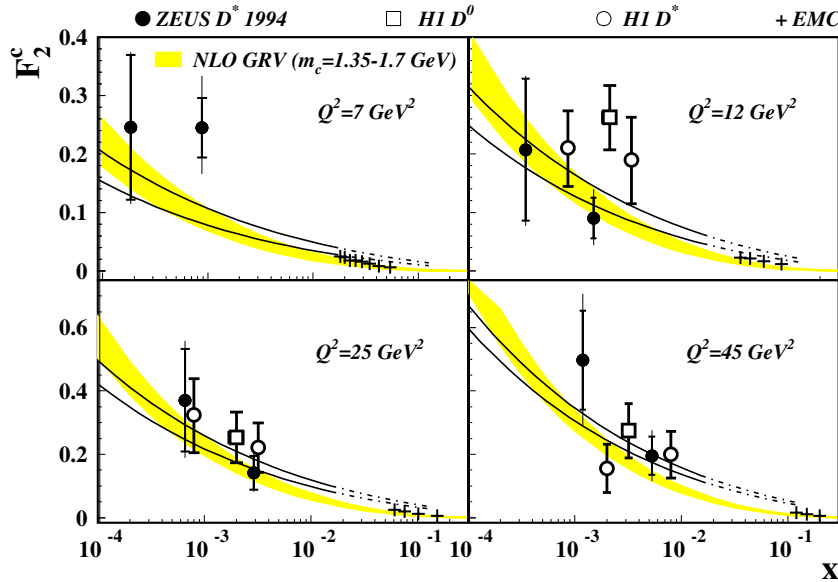 ZEUS D* 1994 H1 D⁰ H1 D* + EMC
F₂ᶜ
0.4
0.3
0.2
0.1
0
NLO GRV (m_c=1.35-1.7 GeV)
Q²=7 GeV²
Q²=12 GeV²
0.6
0.4
0.2
0
Q²=25 GeV²
Q²=45 GeV²
10⁻⁴ 10⁻³ 10⁻² 10⁻¹ 10 10⁻⁴ 10⁻³ 10⁻² 10⁻¹
x